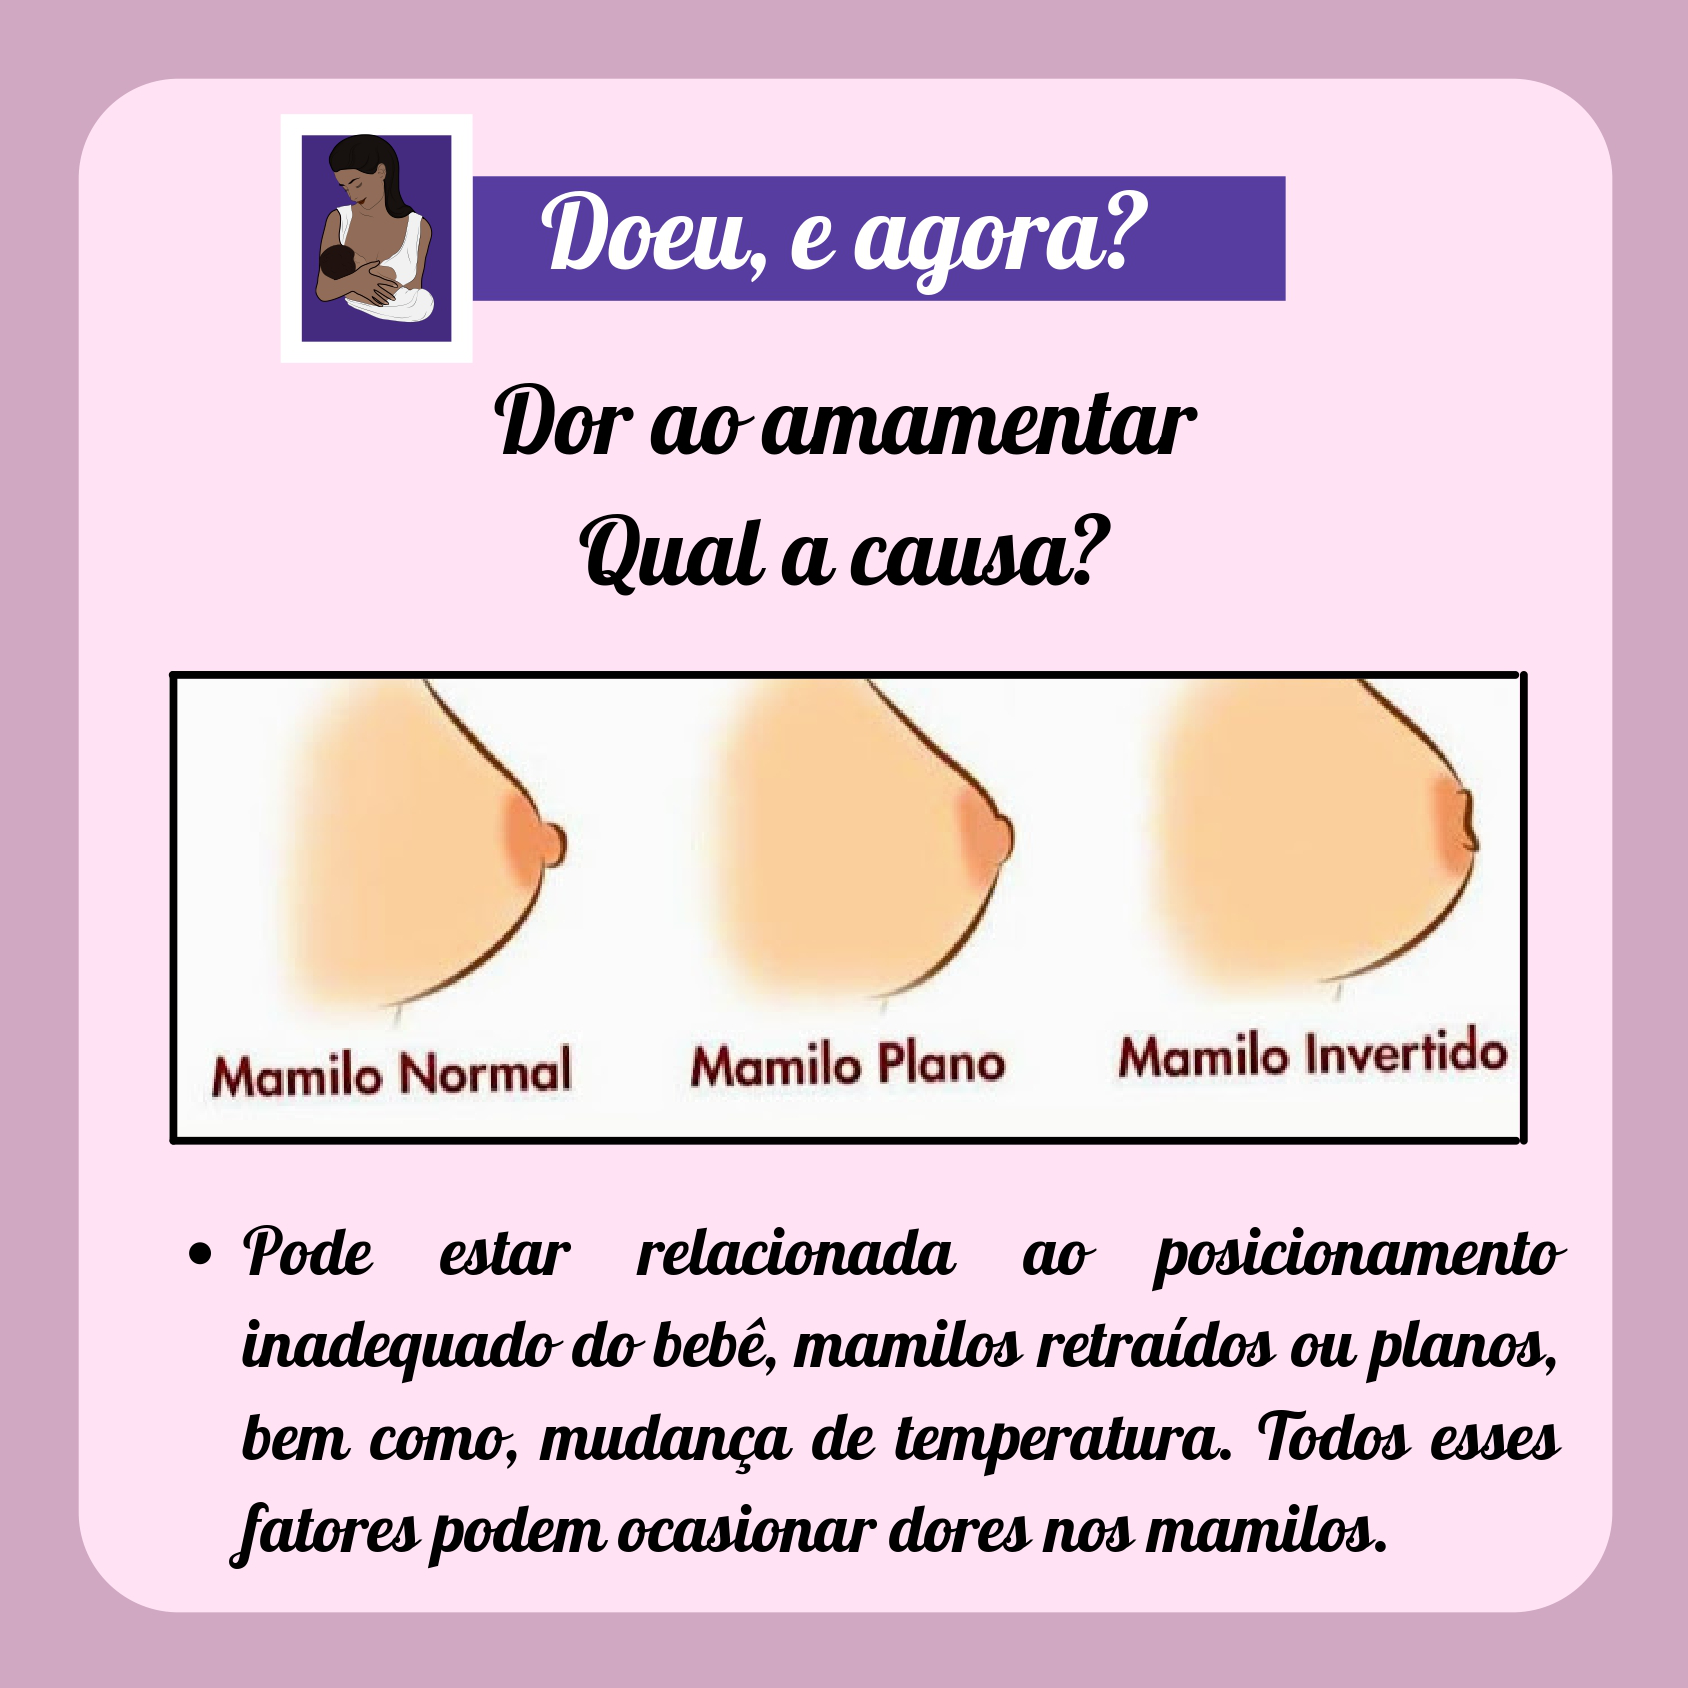 Doeu, e agora?
Dor ao amamentar
Qual a causa?
Mamilo Normal
Mamilo Plano
Mamilo Invertido
• Pode estar relacionada ao posicionamento
inadequado do bebê, mamilos retraídos ou planos,
bem como, mudança de temperatura. Todos esses
fatores podem ocasionar dores nos mamilos.